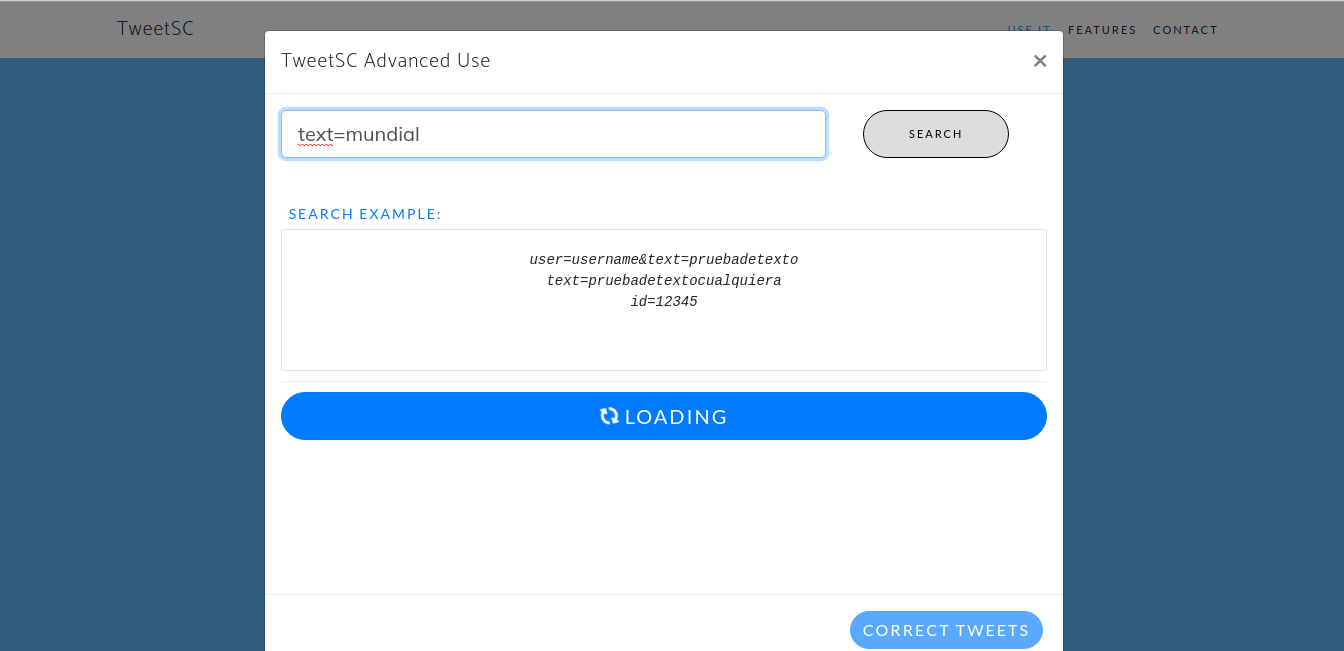 TweetSC
USE IT FEATURES CONTACT
TweetSC Advanced Use
×
text=mundial
SEARCH
SEARCH EXAMPLE:
user=username&text=pruebadetexto
text=pruebadetextocualquiera
id=12345
LOADING
CORRECT TWEETS